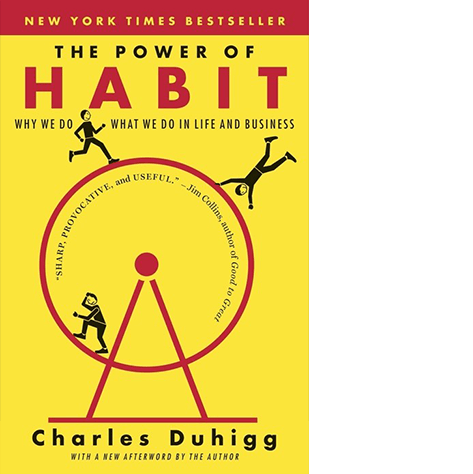 NEW YORK TIMES BESTSELLER
THE POWER OF
HABIT
WHY WE DO WHAT WE DO IN LIFE AND BUSINESS
"SHARP, PROVOCATIVE, and USEFUL." –Jim Collins, author of Good to Great
Charles Duhigg
WITH A NEW AFTERWORD BY THE AUTHOR